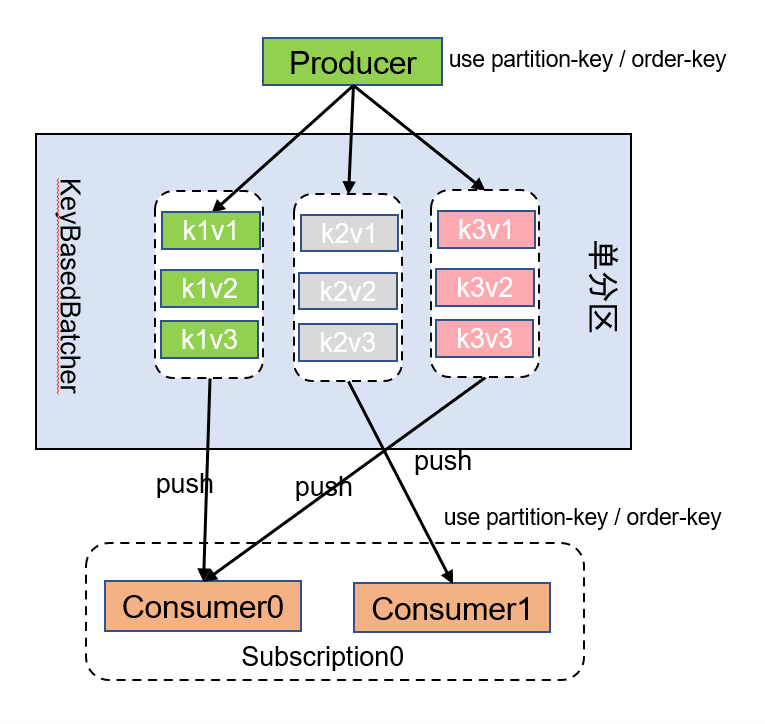 Producer
use partition-key / order-key
KeyBasedBatcher
单分区
k1v1
k2v1
k3v1
k1v2
k2v2
k3v2
k1v3
k2v3
k3v3
push
push
push
use partition-key / order-key
Consumer0
Consumer1
Subscription0